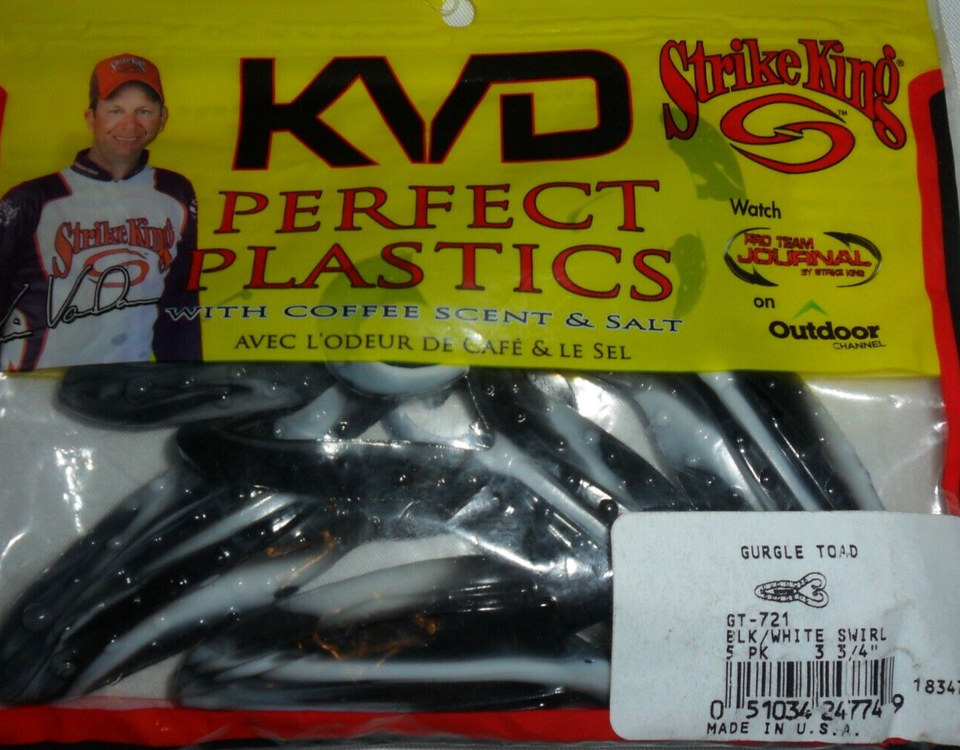 KVD
Strike King®
PERFECT
PLASTICS
WITH COFFEE SCENT & SALT
AVEC L'ODEUR DE CAFÉ & LE SEL
Strike King
Watch
PRO TEAM
JOURNAL
BY STRIKE KING
on
Outdoor
CHANNEL
GURGLE TOAD
GT-721
BLK/WHITE SWIRL
5 PK 3 3/4"
18347
0 51034 24774 9
MADE IN U.S.A.